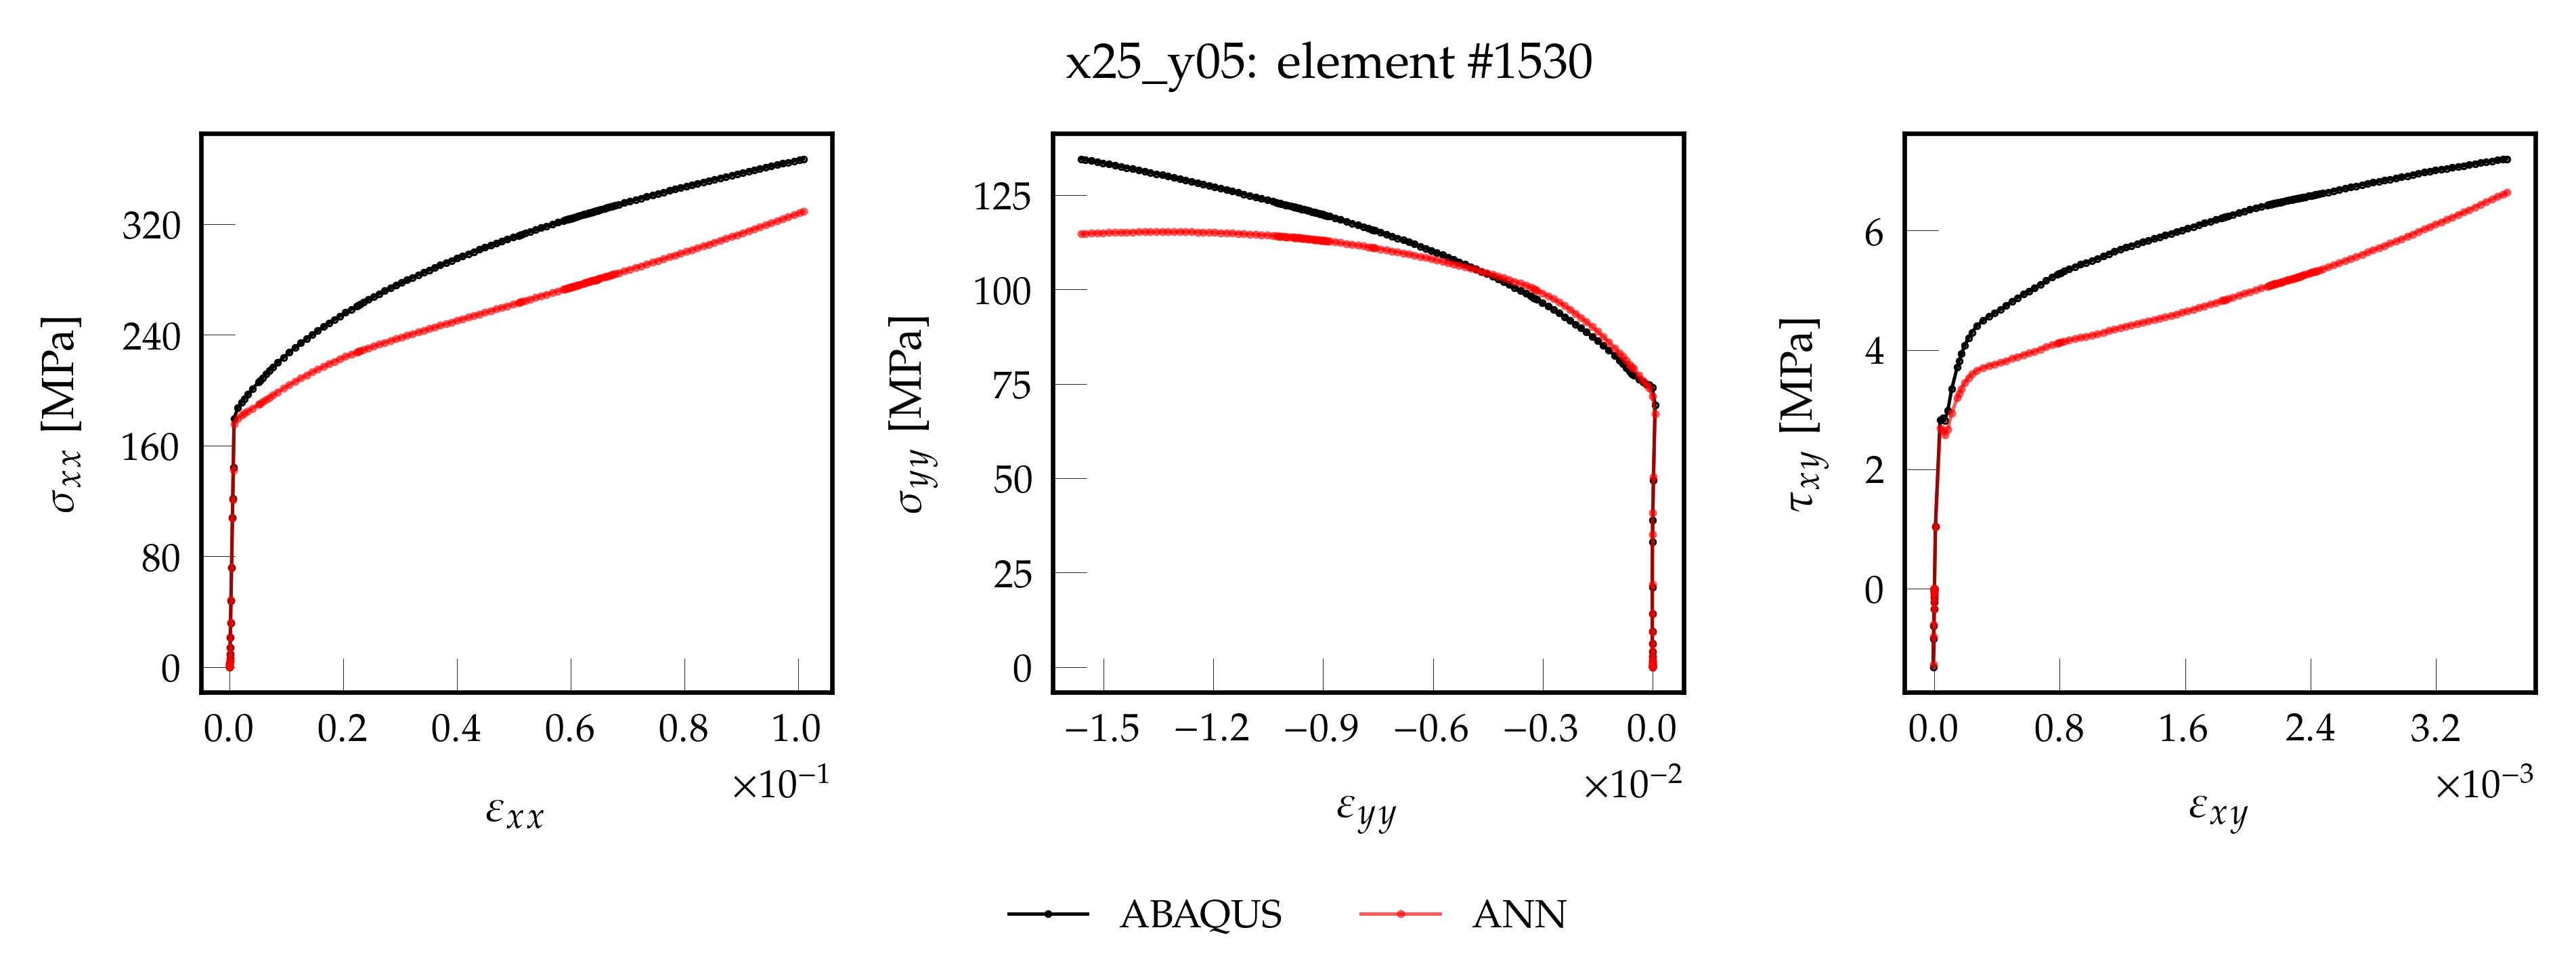 x25_y05: element #1530
σxx [MPa]
320
240
160
80
0
0.0 0.2 0.4 0.6 0.8 1.0
×10−1
εxx
σyy [MPa]
125
100
75
50
25
0
−1.5 −1.2 −0.9 −0.6 −0.3 0.0
×10−2
εyy
τxy [MPa]
6
4
2
0
0.0 0.8 1.6 2.4 3.2
×10−3
εxy
ABAQUS ANN